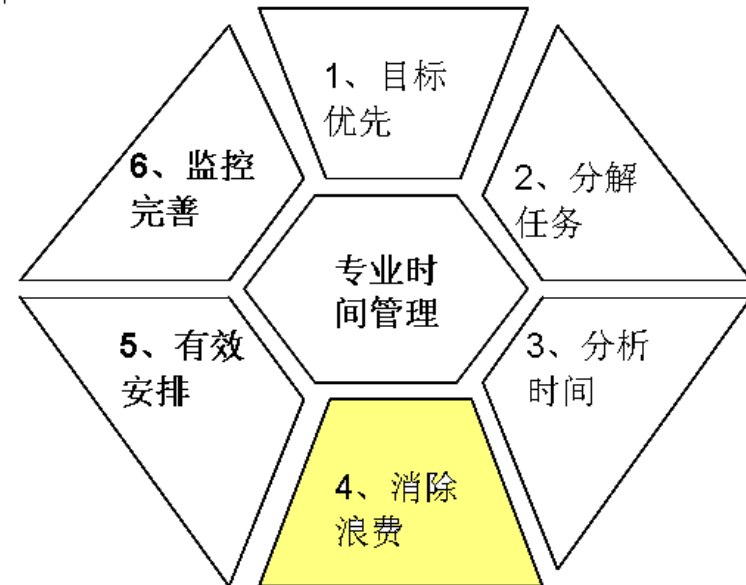 1、目标
优先
2、分解
任务
3、分析
时间
4、消除
浪费
5、有效
安排
6、监控
完善
专业时
间管理